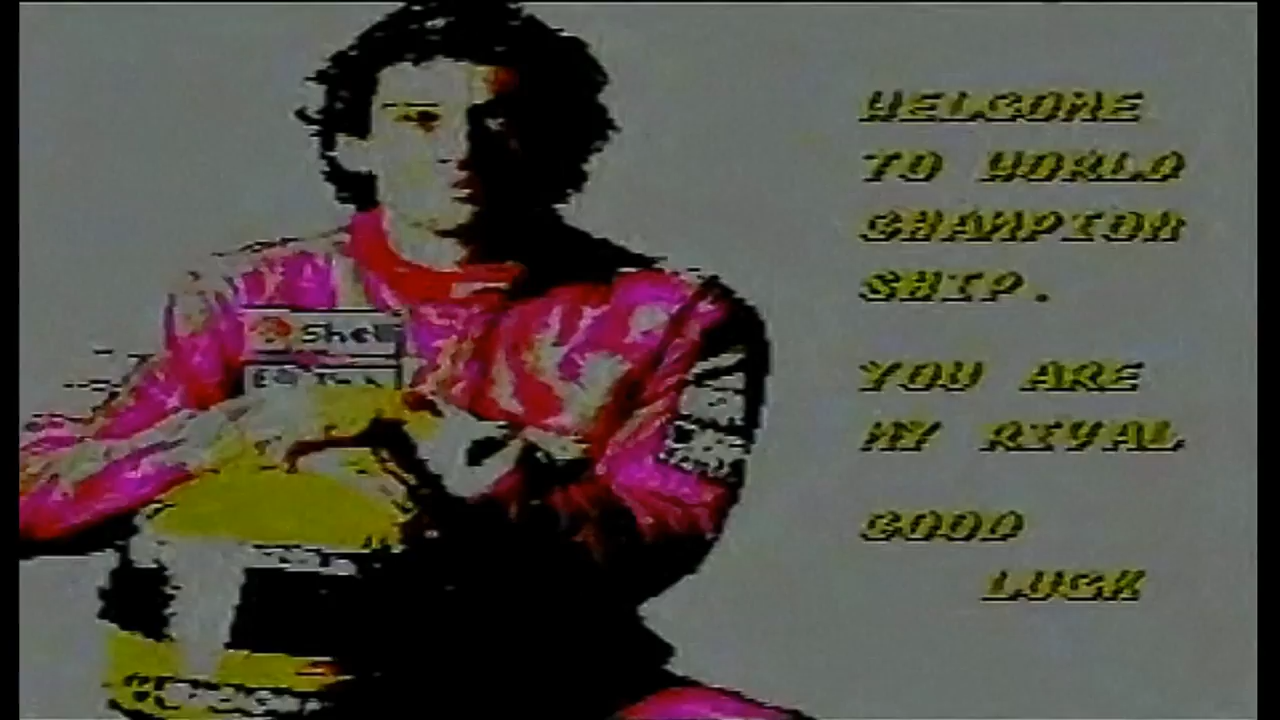 WELCOME
TO WORLD
CHAMPION
SHIP.
YOU ARE
MY RIVAL
GOOD
LUCK
Shell